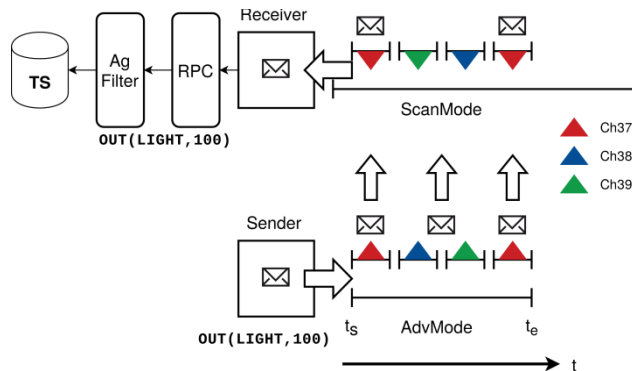 Receiver
TS
Ag
Filter
RPC
OUT(LIGHT,100)
ScanMode
Ch37
Ch38
Ch39
Sender
OUT(LIGHT,100)
ts
AdvMode
te
t